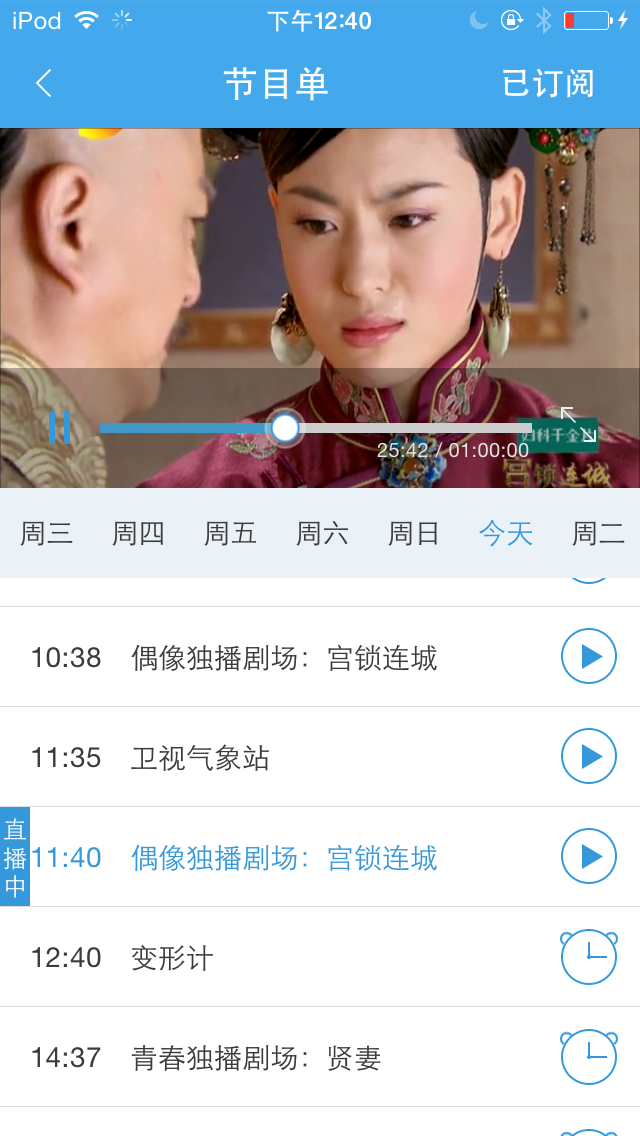 iPod 下午12:40
节目单 已订阅
妇科千金片
25:42 / 01:00:00
宫锁连城
周三 周四 周五 周六 周日 今天 周二
10:38 偶像独播剧场：宫锁连城
11:35 卫视气象站
直播中 11:40 偶像独播剧场：宫锁连城
12:40 变形计
14:37 青春独播剧场：贤妻